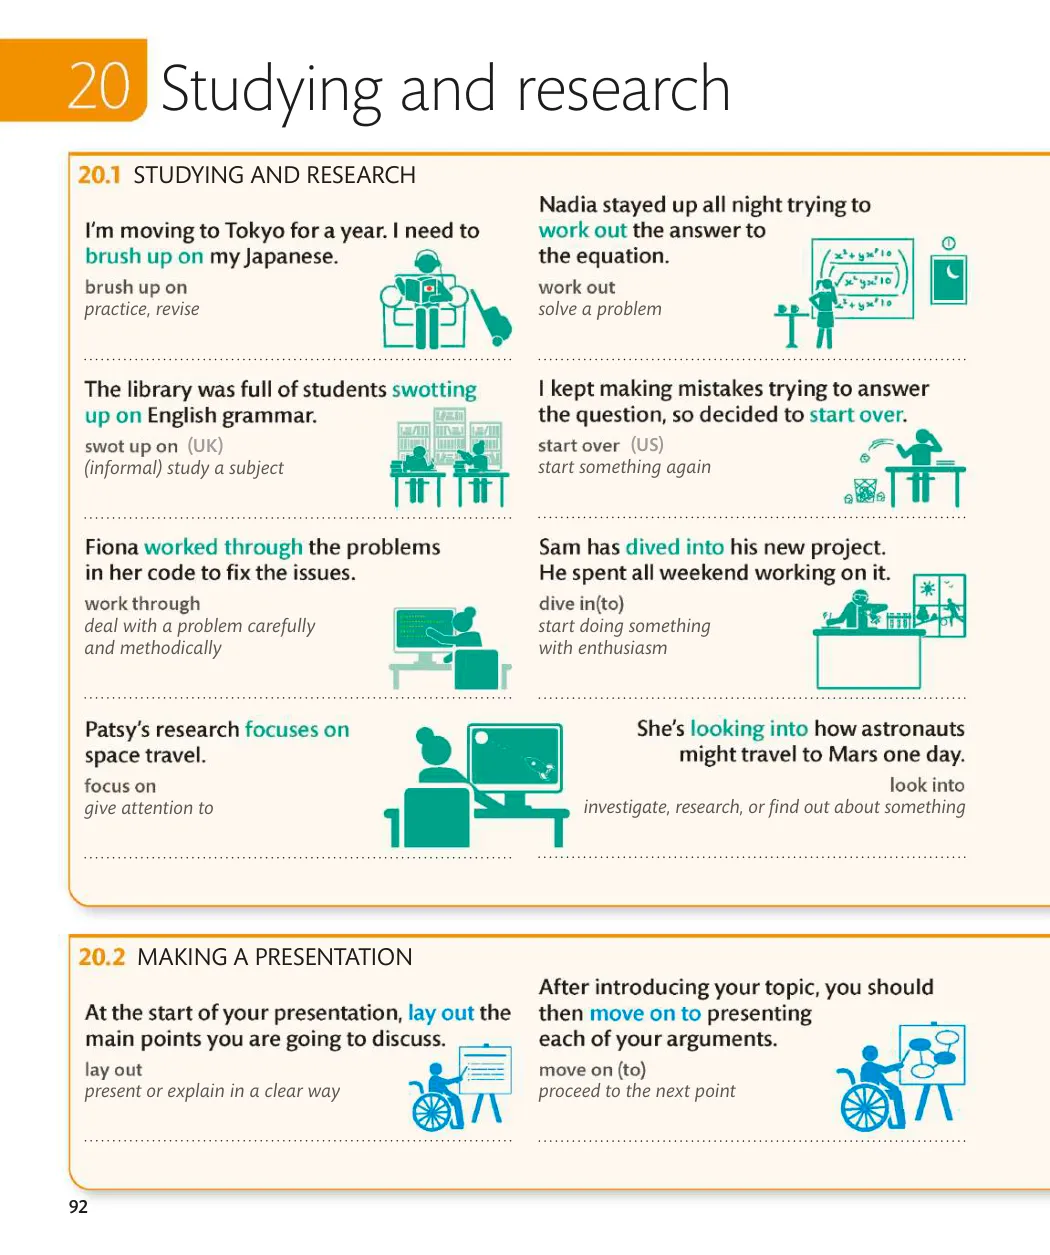 20 Studying and research
20.1 STUDYING AND RESEARCH
I'm moving to Tokyo for a year. I need to
brush up on my Japanese.
brush up on
practice, revise
Nadia stayed up all night trying to
work out the answer to
the equation.
work out
solve a problem
The library was full of students swotting
up on English grammar.
swot up on (UK)
(informal) study a subject
I kept making mistakes trying to answer
the question, so decided to start over.
start over (US)
start something again
Fiona worked through the problems
in her code to fix the issues.
work through
deal with a problem carefully
and methodically
Sam has dived into his new project.
He spent all weekend working on it.
dive in(to)
start doing something
with enthusiasm
Patsy's research focuses on
space travel.
focus on
give attention to
She's looking into how astronauts
might travel to Mars one day.
look into
investigate, research, or find out about something
20.2 MAKING A PRESENTATION
At the start of your presentation, lay out the
main points you are going to discuss.
lay out
present or explain in a clear way
After introducing your topic, you should
then move on to presenting
each of your arguments.
move on (to)
proceed to the next point
92